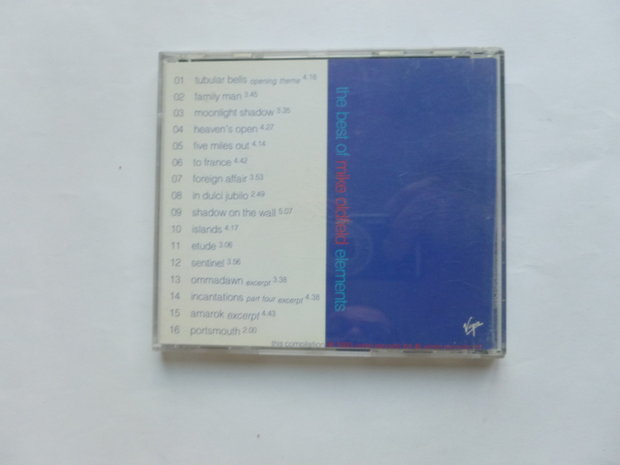 01 tubular bells opening theme 4.18
02 family man 3.45
03 moonlight shadow 3.35
04 heaven's open 4.27
05 five miles out 4.14
06 to france 4.42
07 foreign affair 3.53
08 in dulci jubilo 2.49
09 shadow on the wall 5.07
10 islands 4.17
11 etude 3.06
12 sentinel 3.56
13 ommadawn excerpt 3.38
14 incantations part four excerpt 4.38
15 amarok excerpt 4.43
16 portsmouth 2.00
the best of mike oldfield elements
Virgin
this compilation